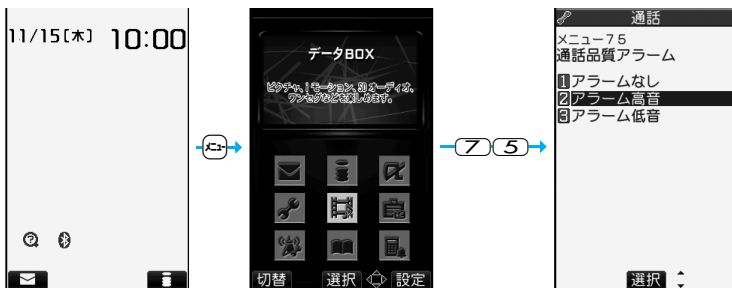 11/15[木] 10:00
メニュー
データBOX
ピクチャ、iモーション、SDオーディオ、
ワンセグなどを楽しめます。
切替 選択 設定
7 5
通話
メニュー75
通話品質アラーム
1アラームなし
2アラーム高音
3アラーム低音
選択